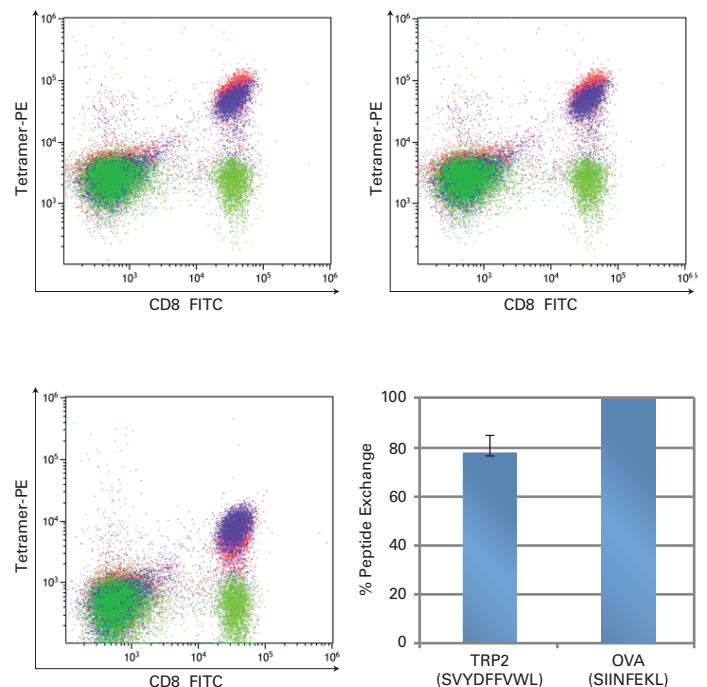 10⁶
10⁵
10⁴
10³
Tetramer-PE
10³ 10⁴ 10⁵ 10⁶
CD8 FITC
10⁶
10⁵
10⁴
10³
Tetramer-PE
10³ 10⁴ 10⁵ 10⁶⁵
CD8 FITC
10⁶
10⁵
10⁴
10³
Tetramer-PE
10³ 10⁴ 10⁵ 10⁶
CD8 FITC
100
80
60
40
20
0
% Peptide Exchange
TRP2 OVA
(SVYDFFVWL) (SIINFEKL)